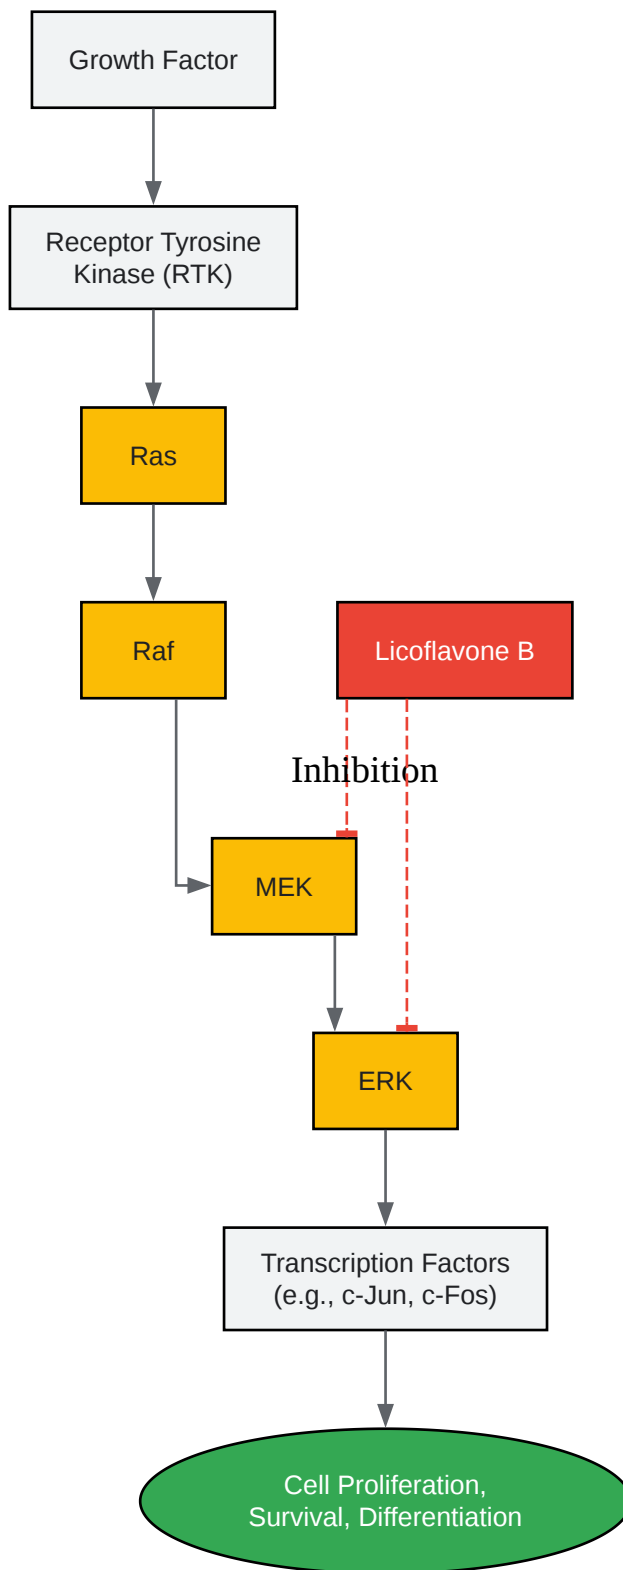 Growth Factor
Receptor Tyrosine
Kinase (RTK)
Ras
Raf
Licoflavone B
Inhibition
MEK
ERK
Transcription Factors
(e.g., c-Jun, c-Fos)
Cell Proliferation,
Survival, Differentiation